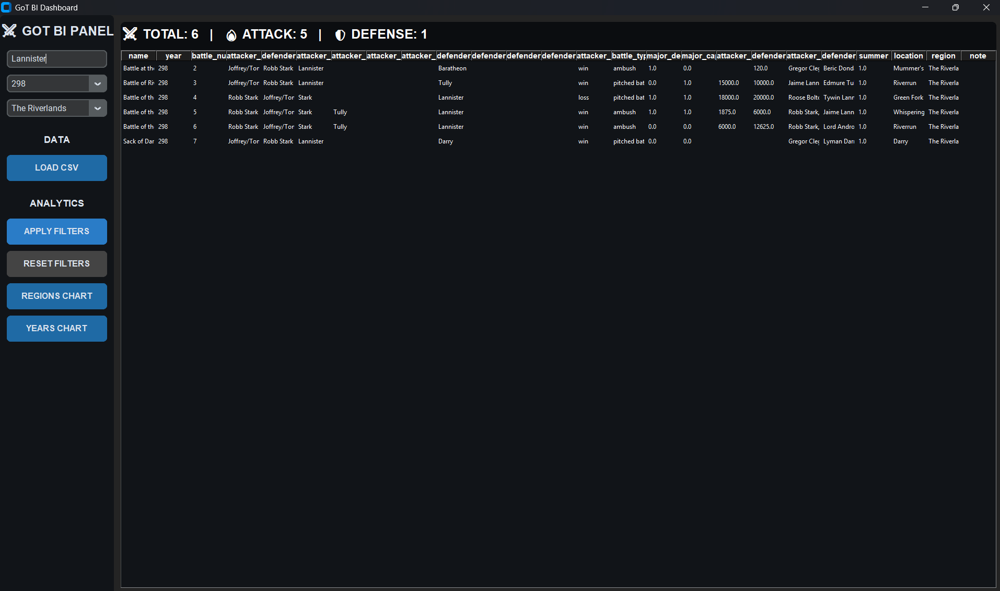 GoT BI Dashboard
GOT BI PANEL
Lannister
298
The Riverlands
DATA
LOAD CSV
ANALYTICS
APPLY FILTERS
RESET FILTERS
REGIONS CHART
YEARS CHART
TOTAL: 6 | ATTACK: 5 | DEFENSE: 1
name year battle_nu attacker_ defender attacker_ attacker_ attacker_ attacker_ defender defender defender defender attacker_ battle_typ major_de major_ca attacker_ defender attacker_ defender summer location region note
Battle at the 298 2 Joffrey/Tor Robb Stark Lannister Baratheon win ambush 1.0 0.0 120.0 Gregor Cleg Beric Dond 1.0 Mummer's The Riverla
Battle of Riv 298 3 Joffrey/Tor Robb Stark Lannister Tully win pitched bat 0.0 1.0 15000.0 10000.0 Jaime Lann Edmure Tu 1.0 Riverrun The Riverla
Battle of th 298 4 Robb Stark Joffrey/Tor Stark Lannister loss pitched bat 1.0 1.0 18000.0 20000.0 Roose Bolto Tywin Lanr 1.0 Green Fork The Riverla
Battle of th 298 5 Robb Stark Joffrey/Tor Stark Tully Lannister win ambush 1.0 1.0 1875.0 6000.0 Robb Stark, Jaime Lann 1.0 Whispering The Riverla
Battle of th 298 6 Robb Stark Joffrey/Tor Stark Tully Lannister win ambush 0.0 0.0 6000.0 12625.0 Robb Stark, Lord Andro 1.0 Riverrun The Riverla
Sack of Dar 298 7 Joffrey/Tor Robb Stark Lannister Darry win pitched bat 0.0 0.0 Gregor Cleg Lyman Darr 1.0 Darry The Riverla